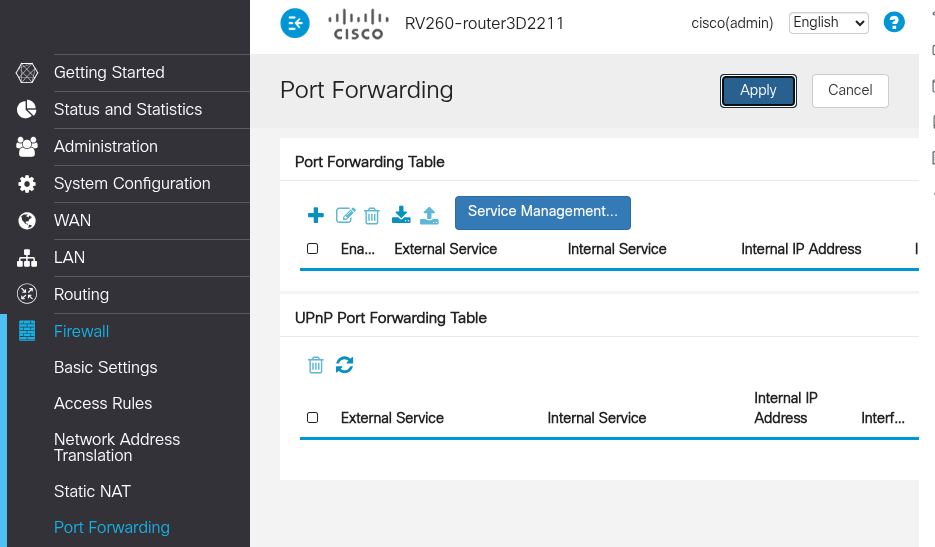 cisco
RV260-router3D2211
cisco(admin)
English
?
Getting Started
Status and Statistics
Administration
System Configuration
WAN
LAN
Routing
Firewall
Basic Settings
Access Rules
Network Address
Translation
Static NAT
Port Forwarding
Port Forwarding
Apply
Cancel
Port Forwarding Table
Service Management...
Ena...
External Service
Internal Service
Internal IP Address
UPnP Port Forwarding Table
External Service
Internal Service
Internal IP
Address
Interf...